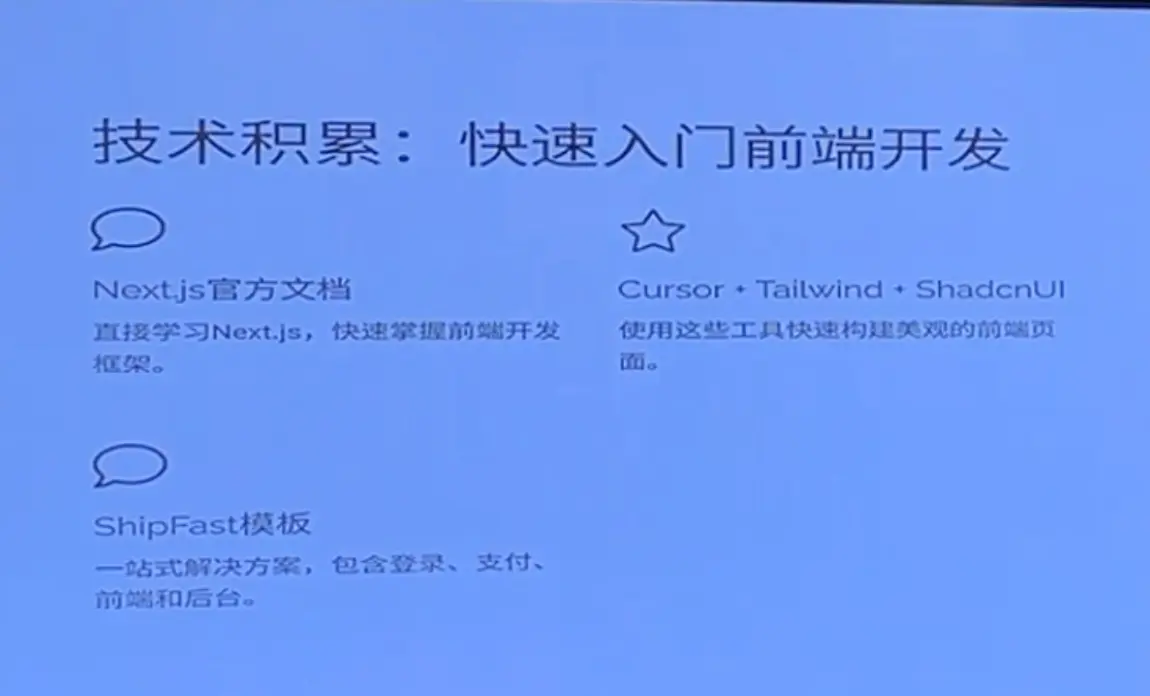 技术积累：快速入门前端开发
Next.js官方文档
直接学习Next.js，快速掌握前端开发
框架。
Cursor + Tailwind + ShadcnUI
使用这些工具快速构建美观的前端页
面。
ShipFast模板
一站式解决方案，包含登录、支付、
前端和后台。